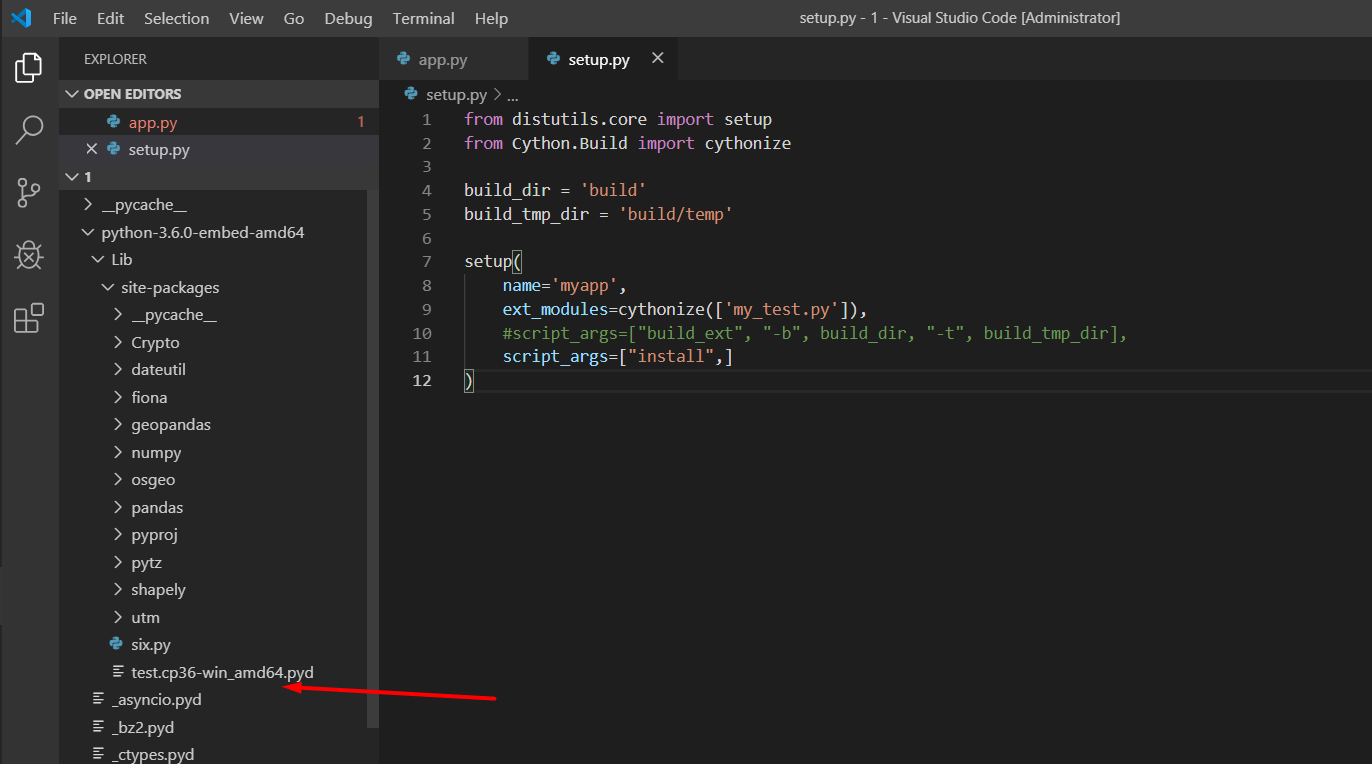 File Edit Selection View Go Debug Terminal Help setup.py - 1 - Visual Studio Code [Administrator]
EXPLORER
OPEN EDITORS
app.py 1
setup.py
1
__pycache__
python-3.6.0-embed-amd64
Lib
site-packages
__pycache__
Crypto
dateutil
fiona
geopandas
numpy
osgeo
pandas
pyproj
pytz
shapely
utm
six.py
test.cp36-win_amd64.pyd
_asyncio.pyd
_bz2.pyd
_ctypes.pyd
app.py setup.py
setup.py > ...
1 from distutils.core import setup
2 from Cython.Build import cythonize
3
4 build_dir = 'build'
5 build_tmp_dir = 'build/temp'
6
7 setup(
8     name='myapp',
9     ext_modules=cythonize(['my_test.py']),
10     #script_args=["build_ext", "-b", build_dir, "-t", build_tmp_dir],
11     script_args=["install",]
12 )